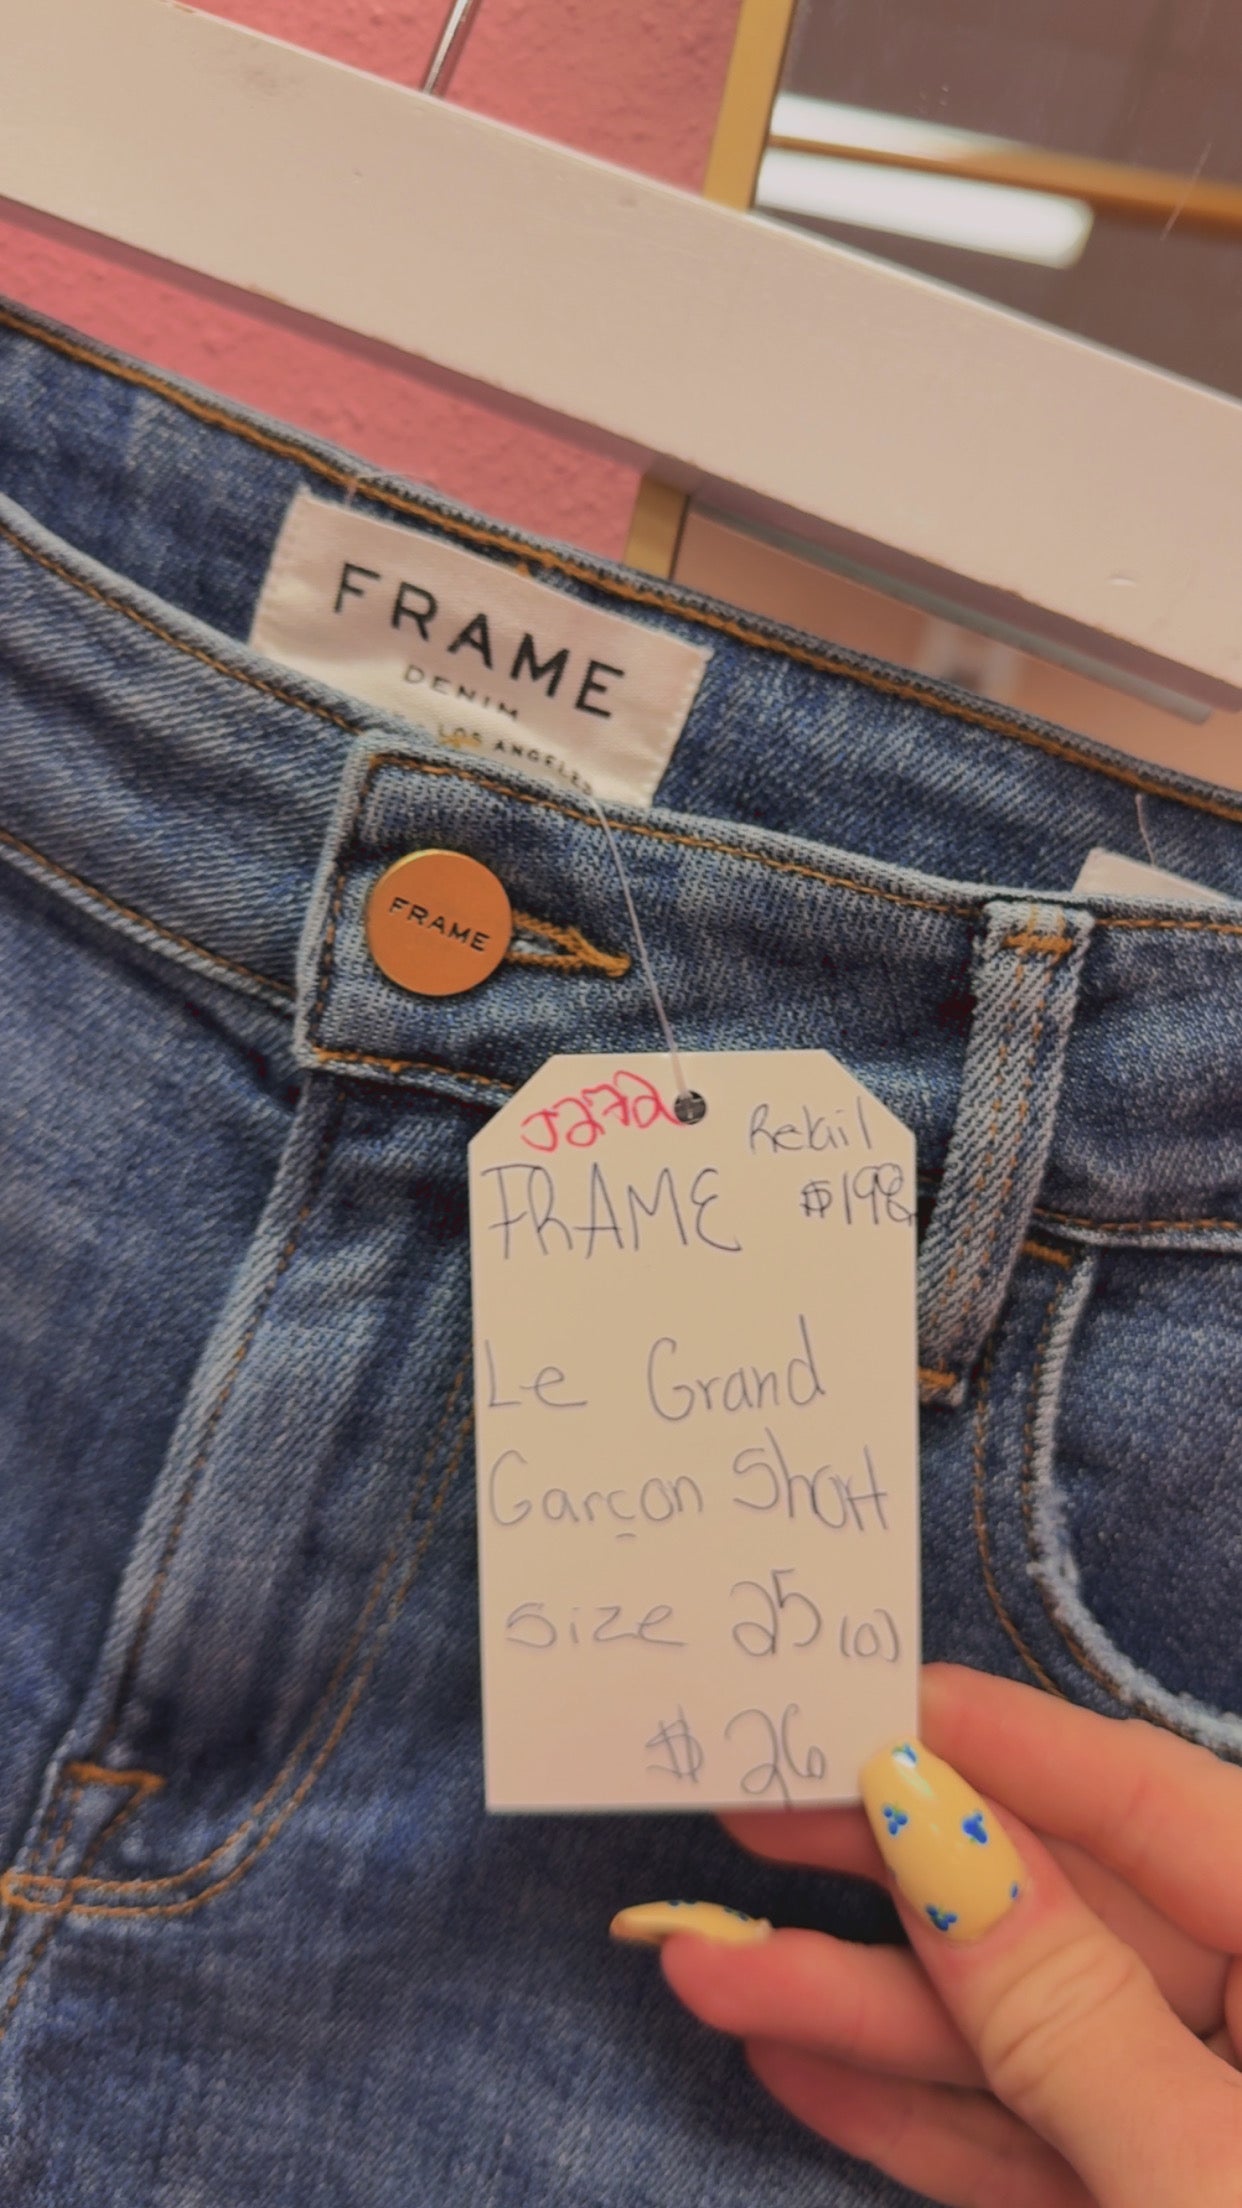 FRAME
DENIM
LOS ANGELES
FRAME
J272
Retail
$198
FRAME
Le Grand
Garçon Short
Size 25 (0)
$26